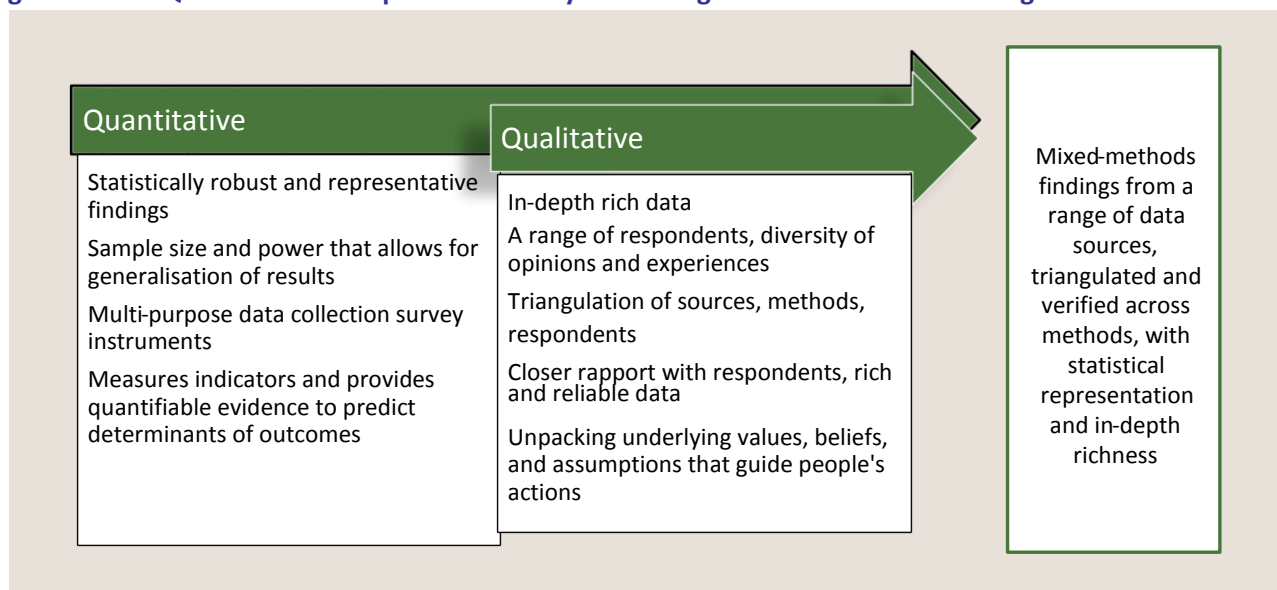 Quantitative
Statistically robust and representative
findings
Sample size and power that allows for
generalisation of results
Multi-purpose data collection survey
instruments
Measures indicators and provides
quantifiable evidence to predict
determinants of outcomes
Qualitative
In-depth rich data
A range of respondents, diversity of
opinions and experiences
Triangulation of sources, methods,
respondents
Closer rapport with respondents, rich
and reliable data
Unpacking underlying values, beliefs,
and assumptions that guide people's
actions
Mixed-methods
findings from a
range of data
sources,
triangulated and
verified across
methods, with
statistical
representation
and in-depth
richness